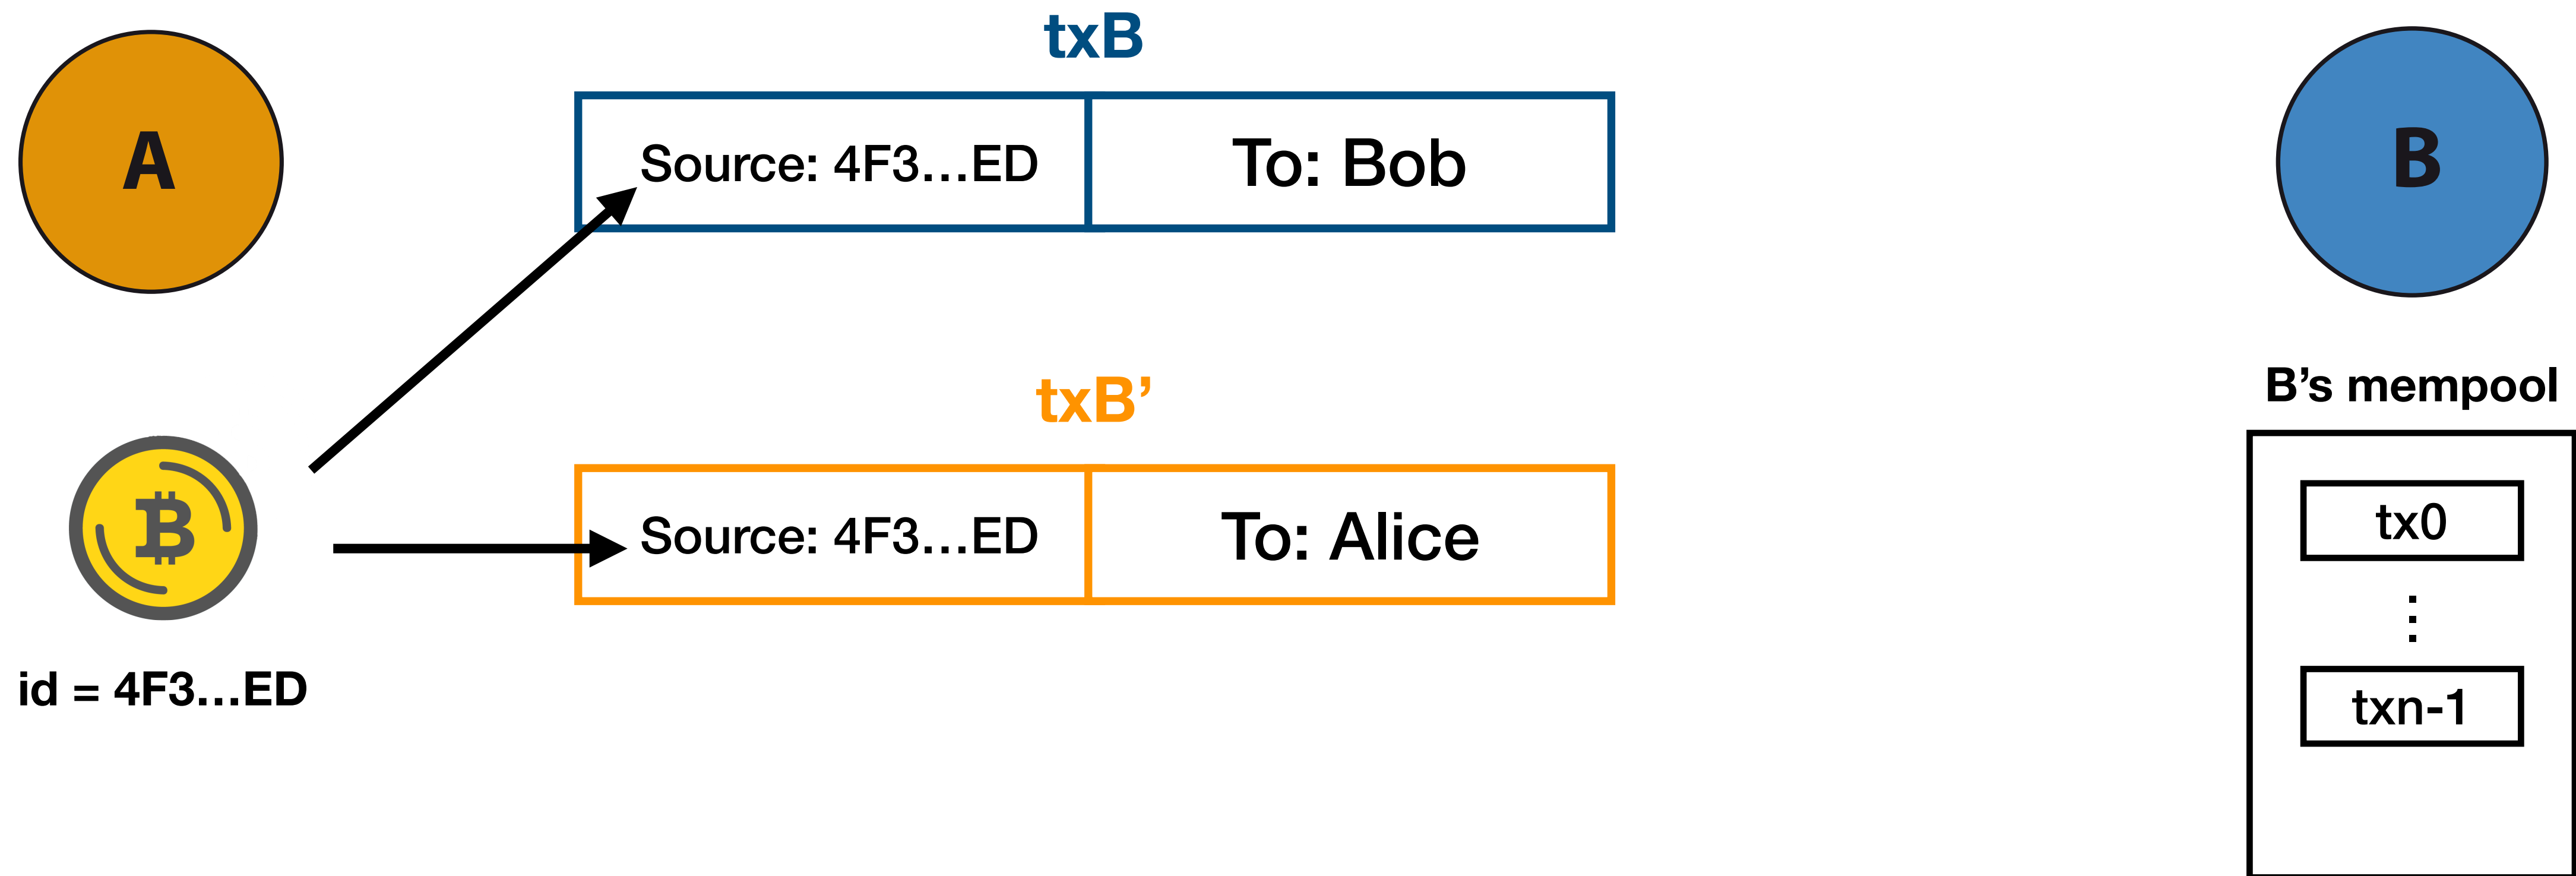 txB
A
Source: 4F3...ED
To: Bob
B
txB’
B’s mempool
Source: 4F3...ED
To: Alice
tx0
⋮
txn-1
id = 4F3...ED